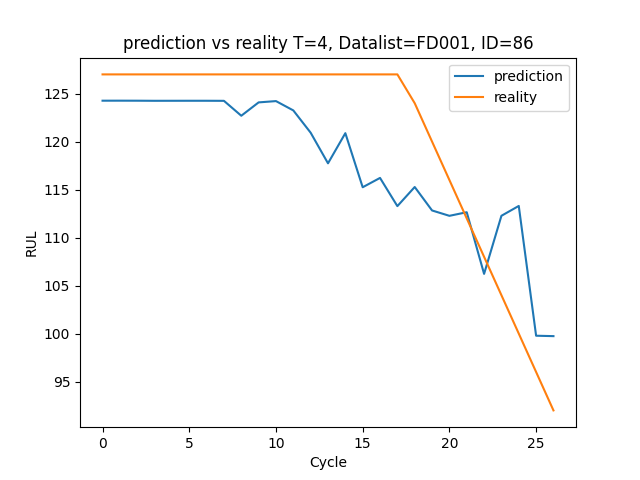 prediction vs reality T=4, Datalist=FD001, ID=86
prediction
reality
RUL
125
120
115
110
105
100
95
0 5 10 15 20 25
Cycle